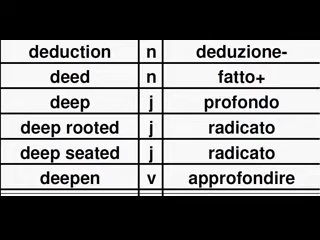 deduction n deduzione-
deed n fatto+
deep j profondo
deep rooted j radicato
deep seated j radicato
deepen v approfondire